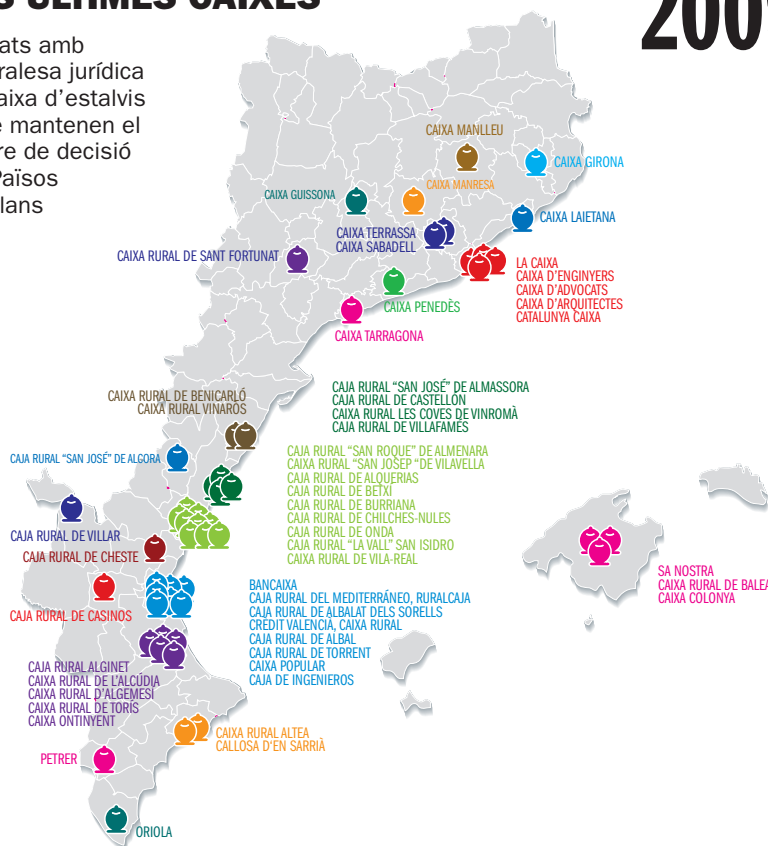 ÚLTIMES CAIXES
200
ats amb
ralesa jurídica
aixa d'estalvis
e mantenen el
re de decisió
Països
lans
CAIXA MANLLEU
CAIXA GIRONA
CAIXA MANRESA
CAIXA GUISSONA
CAIXA LAIETANA
CAIXA TERRASSA
CAIXA SABADELL
CAIXA RURAL DE SANT FORTUNAT
LA CAIXA
CAIXA D'ENGINYERS
CAIXA D'ADVOCATS
CAIXA D'ARQUITECTES
CATALUNYA CAIXA
CAIXA PENEDÈS
CAIXA TARRAGONA
CAIXA RURAL DE BENICARLÓ
CAIXA RURAL VINARÒS
CAJA RURAL “SAN JOSÉ” DE ALMASSORA
CAJA RURAL DE CASTELLÓN
CAIXA RURAL LES COVES DE VINROMÀ
CAJA RURAL DE VILLAFAMÉS
CAJA RURAL “SAN JOSÉ” DE ALGORA
CAJA RURAL “SAN ROQUE” DE ALMENARA
CAIXA RURAL “SAN JOSEP “DE VILAVELLA
CAJA RURAL DE ALQUERIAS
CAJA RURAL DE BETXI
CAJA RURAL DE BURRIANA
CAJA RURAL DE CHILCHES-NULES
CAJA RURAL DE ONDA
CAJA RURAL “LA VALL” SAN ISIDRO
CAIXA RURAL DE VILA-REAL
CAJA RURAL DE VILLAR
CAJA RURAL DE CHESTE
CAJA RURAL DE CASINOS
SA NOSTRA
CAIXA RURAL DE BALEA
CAIXA COLONYA
BANCAIXA
CAJA RURAL DEL MEDITERRÁNEO, RURALCAJA
CAJA RURAL DE ALBALAT DELS SORELLS
CRÈDIT VALENCIÀ, CAIXA RURAL
CAJA RURAL DE ALBAL
CAJA RURAL DE TORRENT
CAIXA POPULAR
CAJA DE INGENIEROS
CAJA RURAL ALGINET
CAIXA RURAL DE L'ALCÚDIA
CAIXA RURAL D'ALGEMESÍ
CAIXA RURAL DE TORÍS
CAIXA ONTINYENT
CAIXA RURAL ALTEA
CALLOSA D'EN SARRIÀ
PETRER
ORIOLA